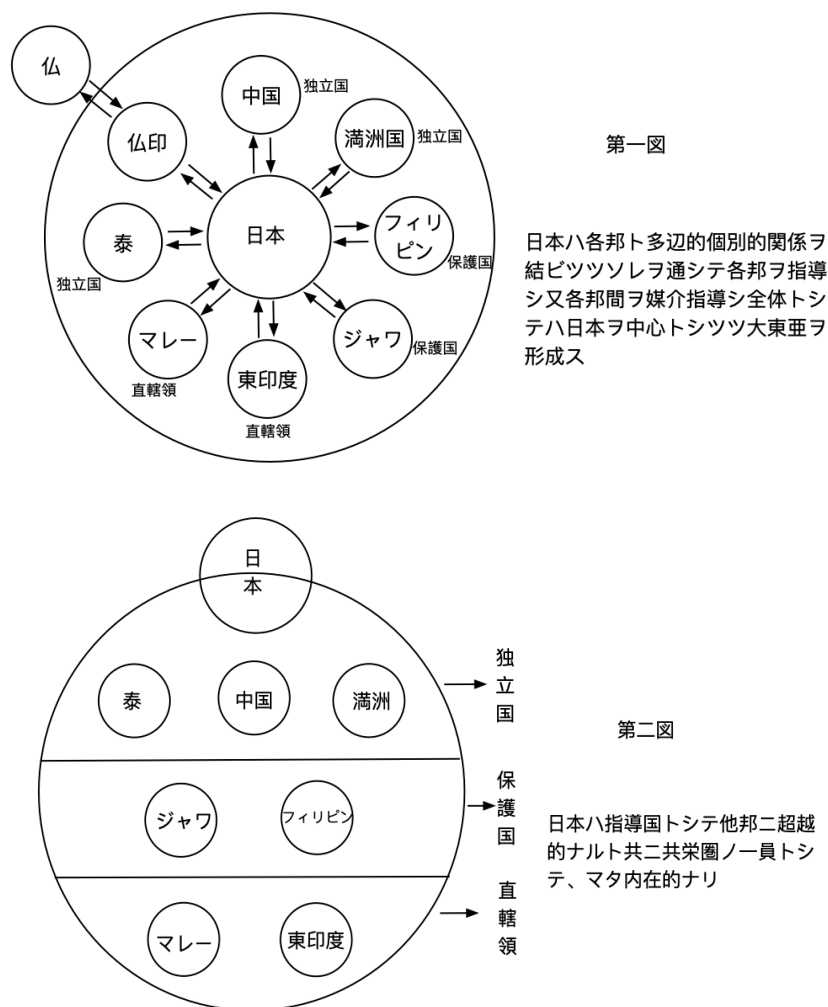 仏
中国
独立国
仏印
満洲国
独立国
第一図
日本
フィリ
ピン
泰
保護国
独立国
日本ハ各邦ト多辺的個別的関係ヲ
結ビツツソレヲ通シテ各邦ヲ指導
シ又各邦間ヲ媒介指導シ全体トシ
テハ日本ヲ中心トシツツ大東亜ヲ
形成ス
マレー
ジャワ
保護国
直轄領
東印度
直轄領
日
本
独
立
国
泰
中国
満洲
第二図
保
護
国
ジャワ
フィリピン
日本ハ指導国トシテ他邦ニ超越
的ナルト共ニ共栄圏ノ一員トシ
テ、マタ内在的ナリ
直
轄
領
マレー
東印度